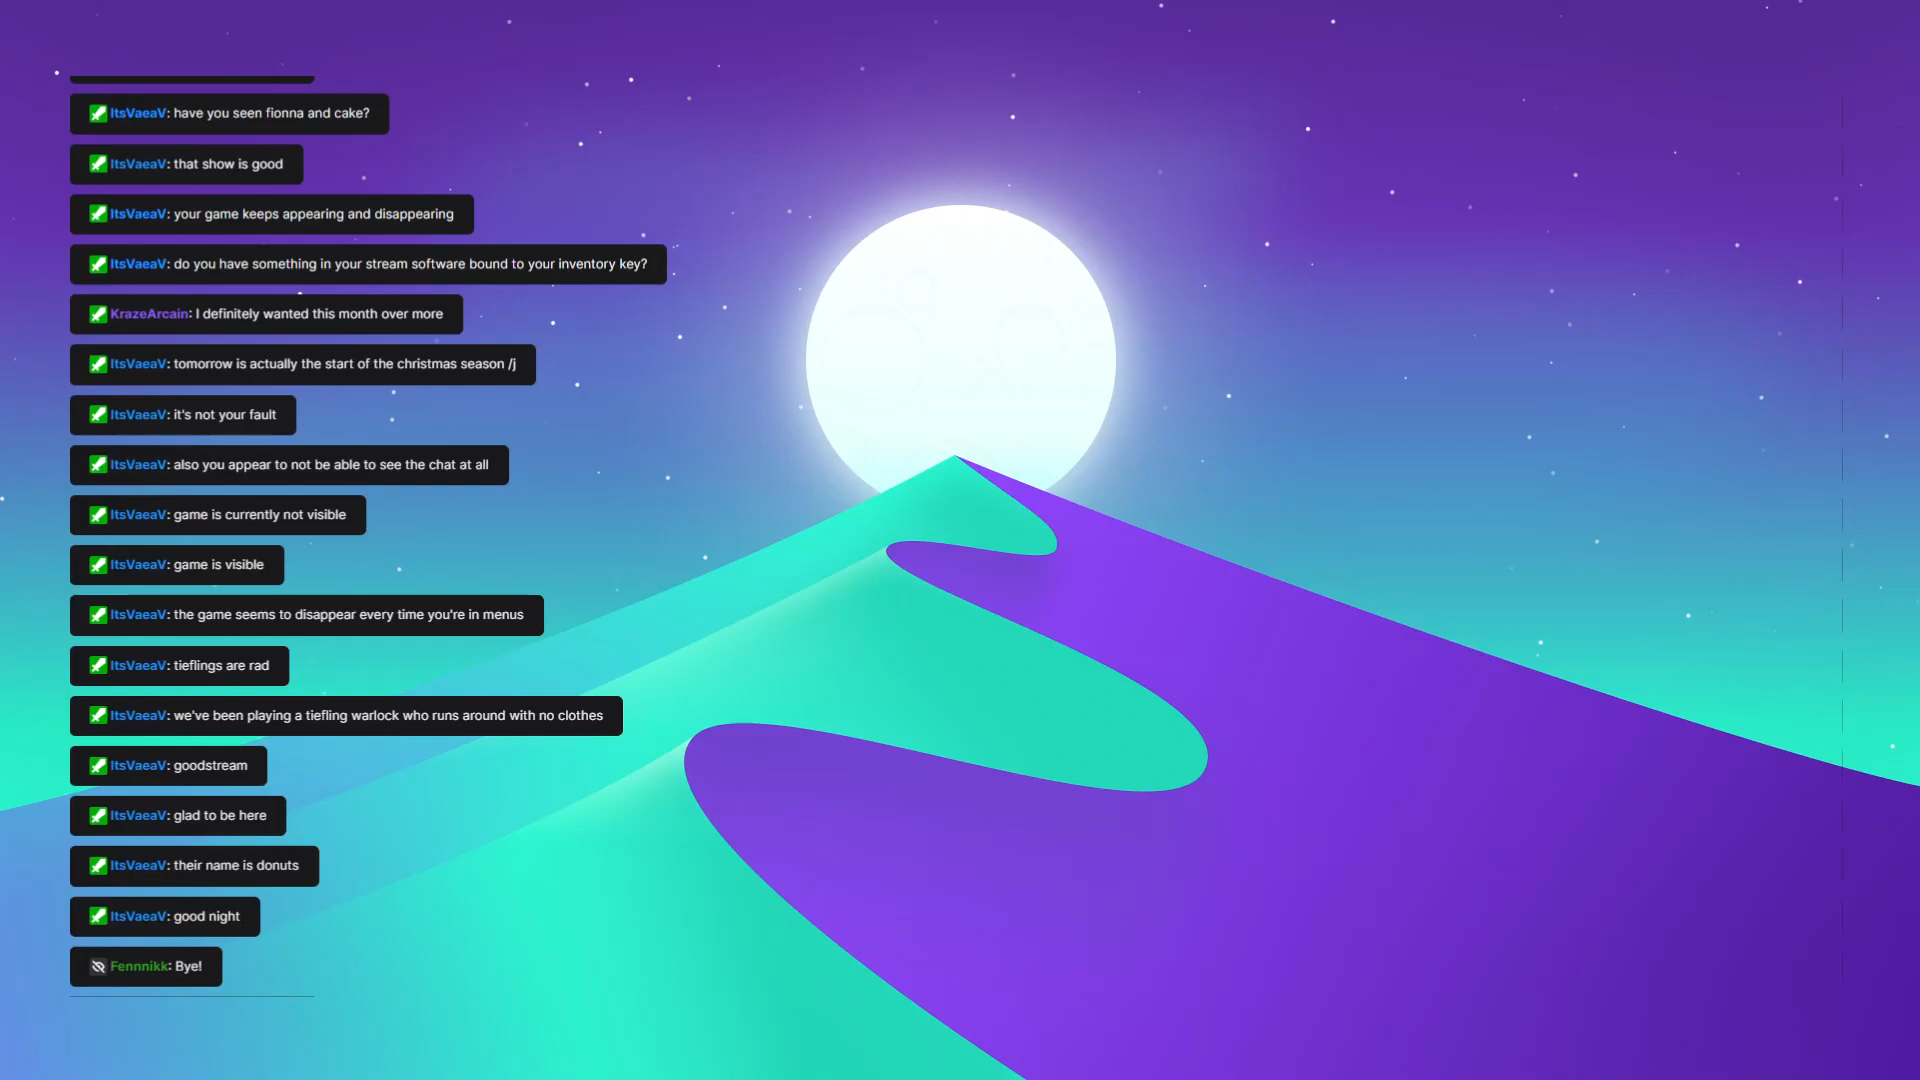 ItsVaeaV: have you seen fionna and cake?
ItsVaeaV: that show is good
ItsVaeaV: your game keeps appearing and disappearing
ItsVaeaV: do you have something in your stream software bound to your inventory key?
KrazeArcain: I definitely wanted this month over more
ItsVaeaV: tomorrow is actually the start of the christmas season /j
ItsVaeaV: it's not your fault
ItsVaeaV: also you appear to not be able to see the chat at all
ItsVaeaV: game is currently not visible
ItsVaeaV: game is visible
ItsVaeaV: the game seems to disappear every time you're in menus
ItsVaeaV: tieflings are rad
ItsVaeaV: we've been playing a tiefling warlock who runs around with no clothes
ItsVaeaV: goodstream
ItsVaeaV: glad to be here
ItsVaeaV: their name is donuts
ItsVaeaV: good night
Fennnikk: Bye!